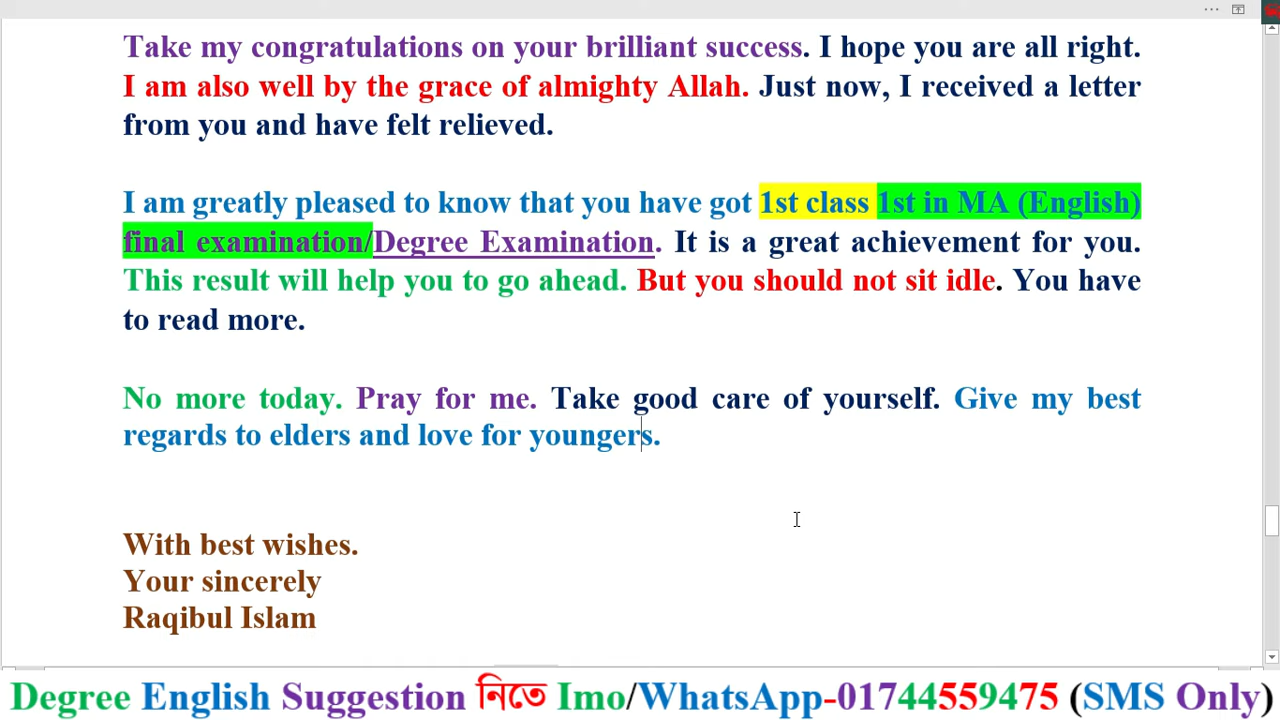 Take my congratulations on your brilliant success. I hope you are all right.
I am also well by the grace of almighty Allah. Just now, I received a letter
from you and have felt relieved.
I am greatly pleased to know that you have got 1st class 1st in MA (English)
final examination/Degree Examination. It is a great achievement for you.
This result will help you to go ahead. But you should not sit idle. You have
to read more.
No more today. Pray for me. Take good care of yourself. Give my best
regards to elders and love for youngers.
With best wishes.
Your sincerely
Raqibul Islam
Degree English Suggestion নিতে Imo/WhatsApp-01744559475 (SMS Only)